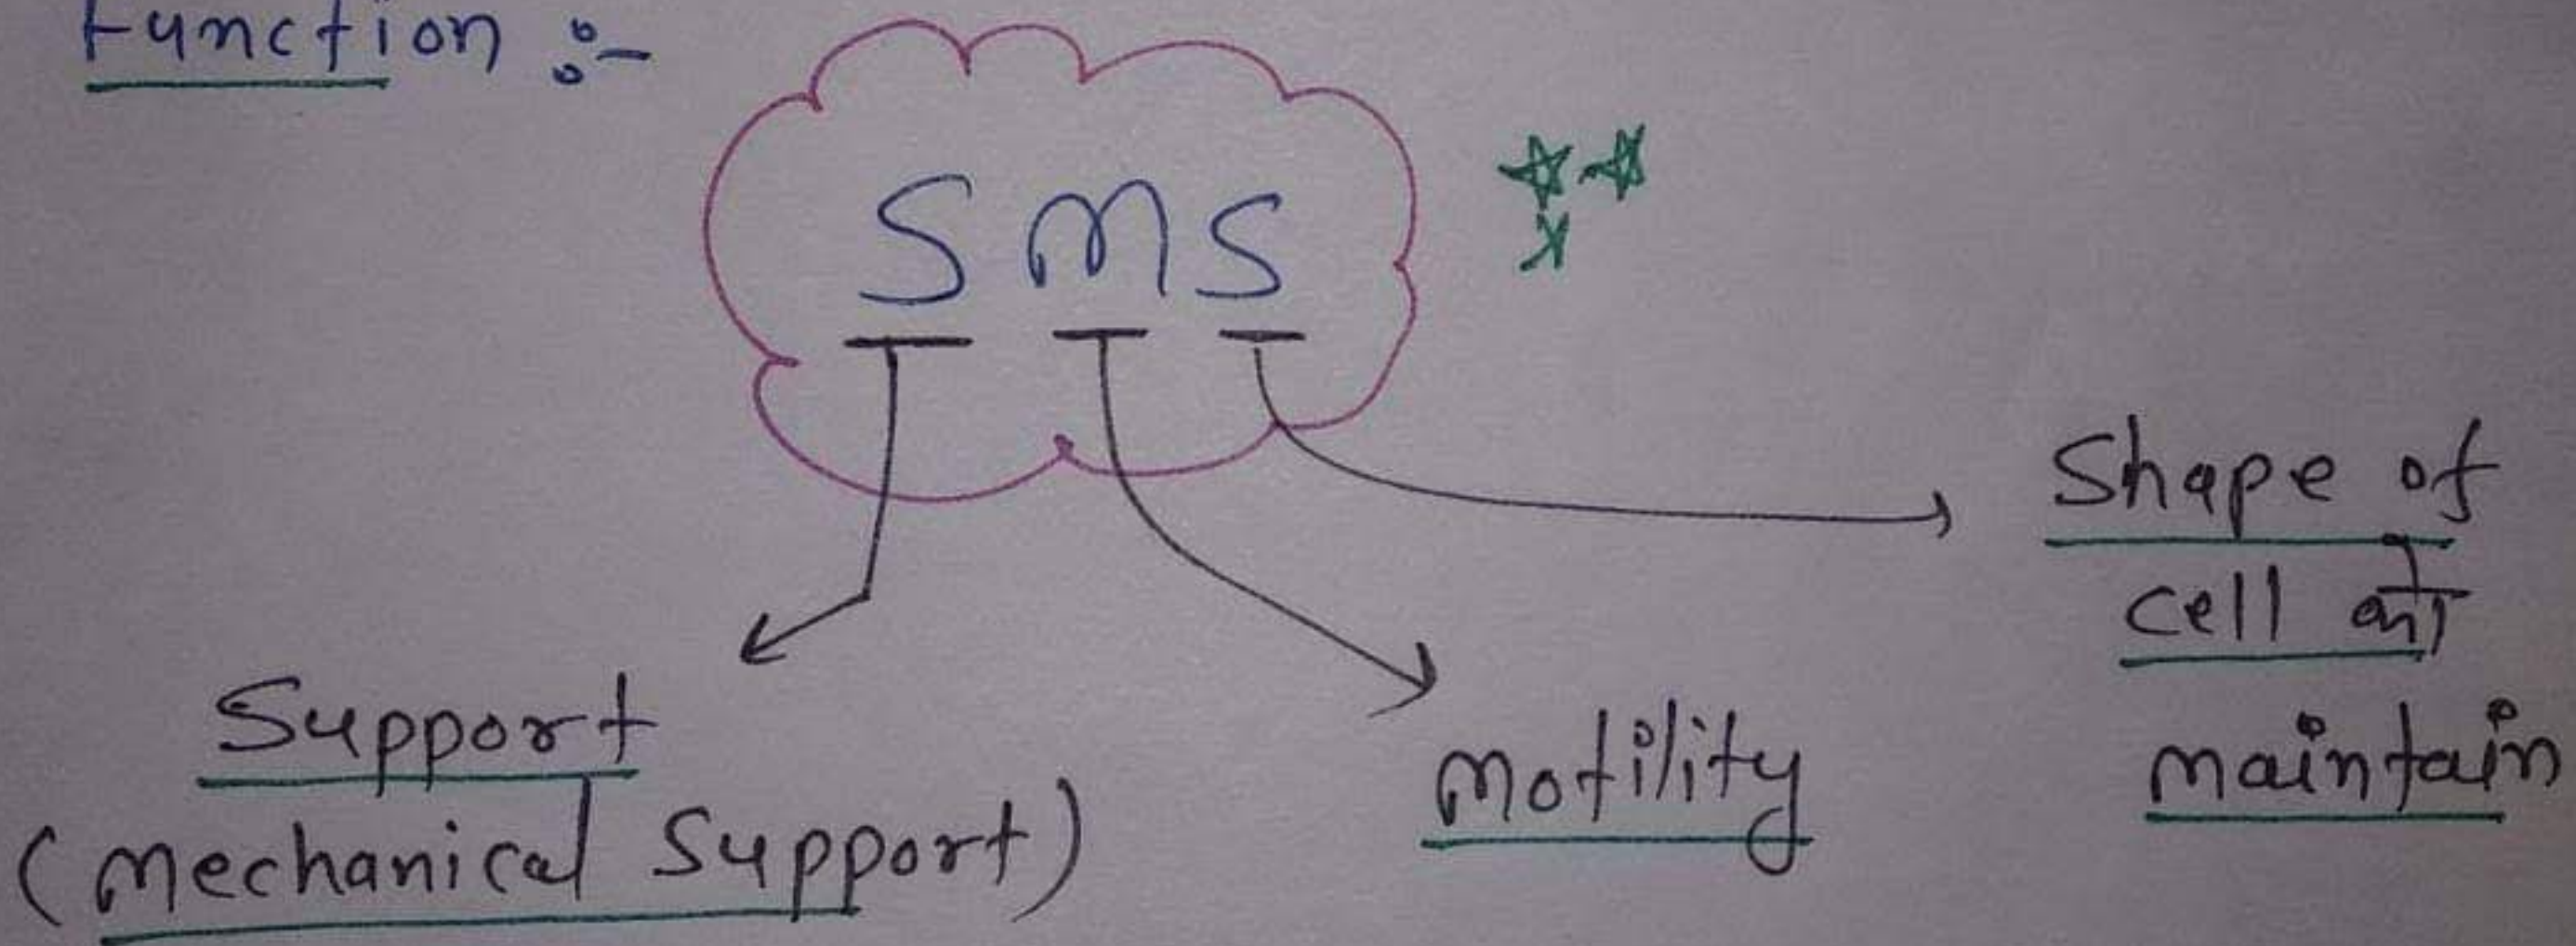 Function :-
SMS
Shape of
cell को
maintain
Support
(Mechanical Support)
Motility